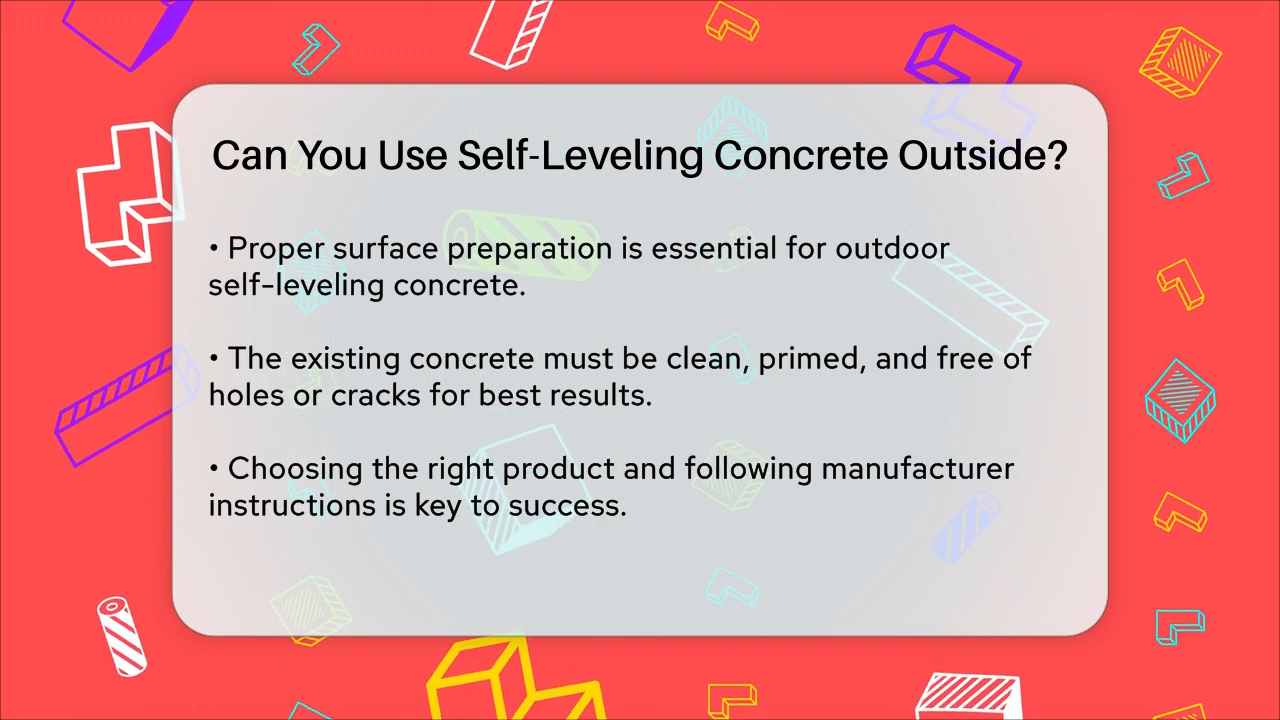 Can You Use Self-Leveling Concrete Outside?
• Proper surface preparation is essential for outdoor
self-leveling concrete.
• The existing concrete must be clean, primed, and free of
holes or cracks for best results.
• Choosing the right product and following manufacturer
instructions is key to success.